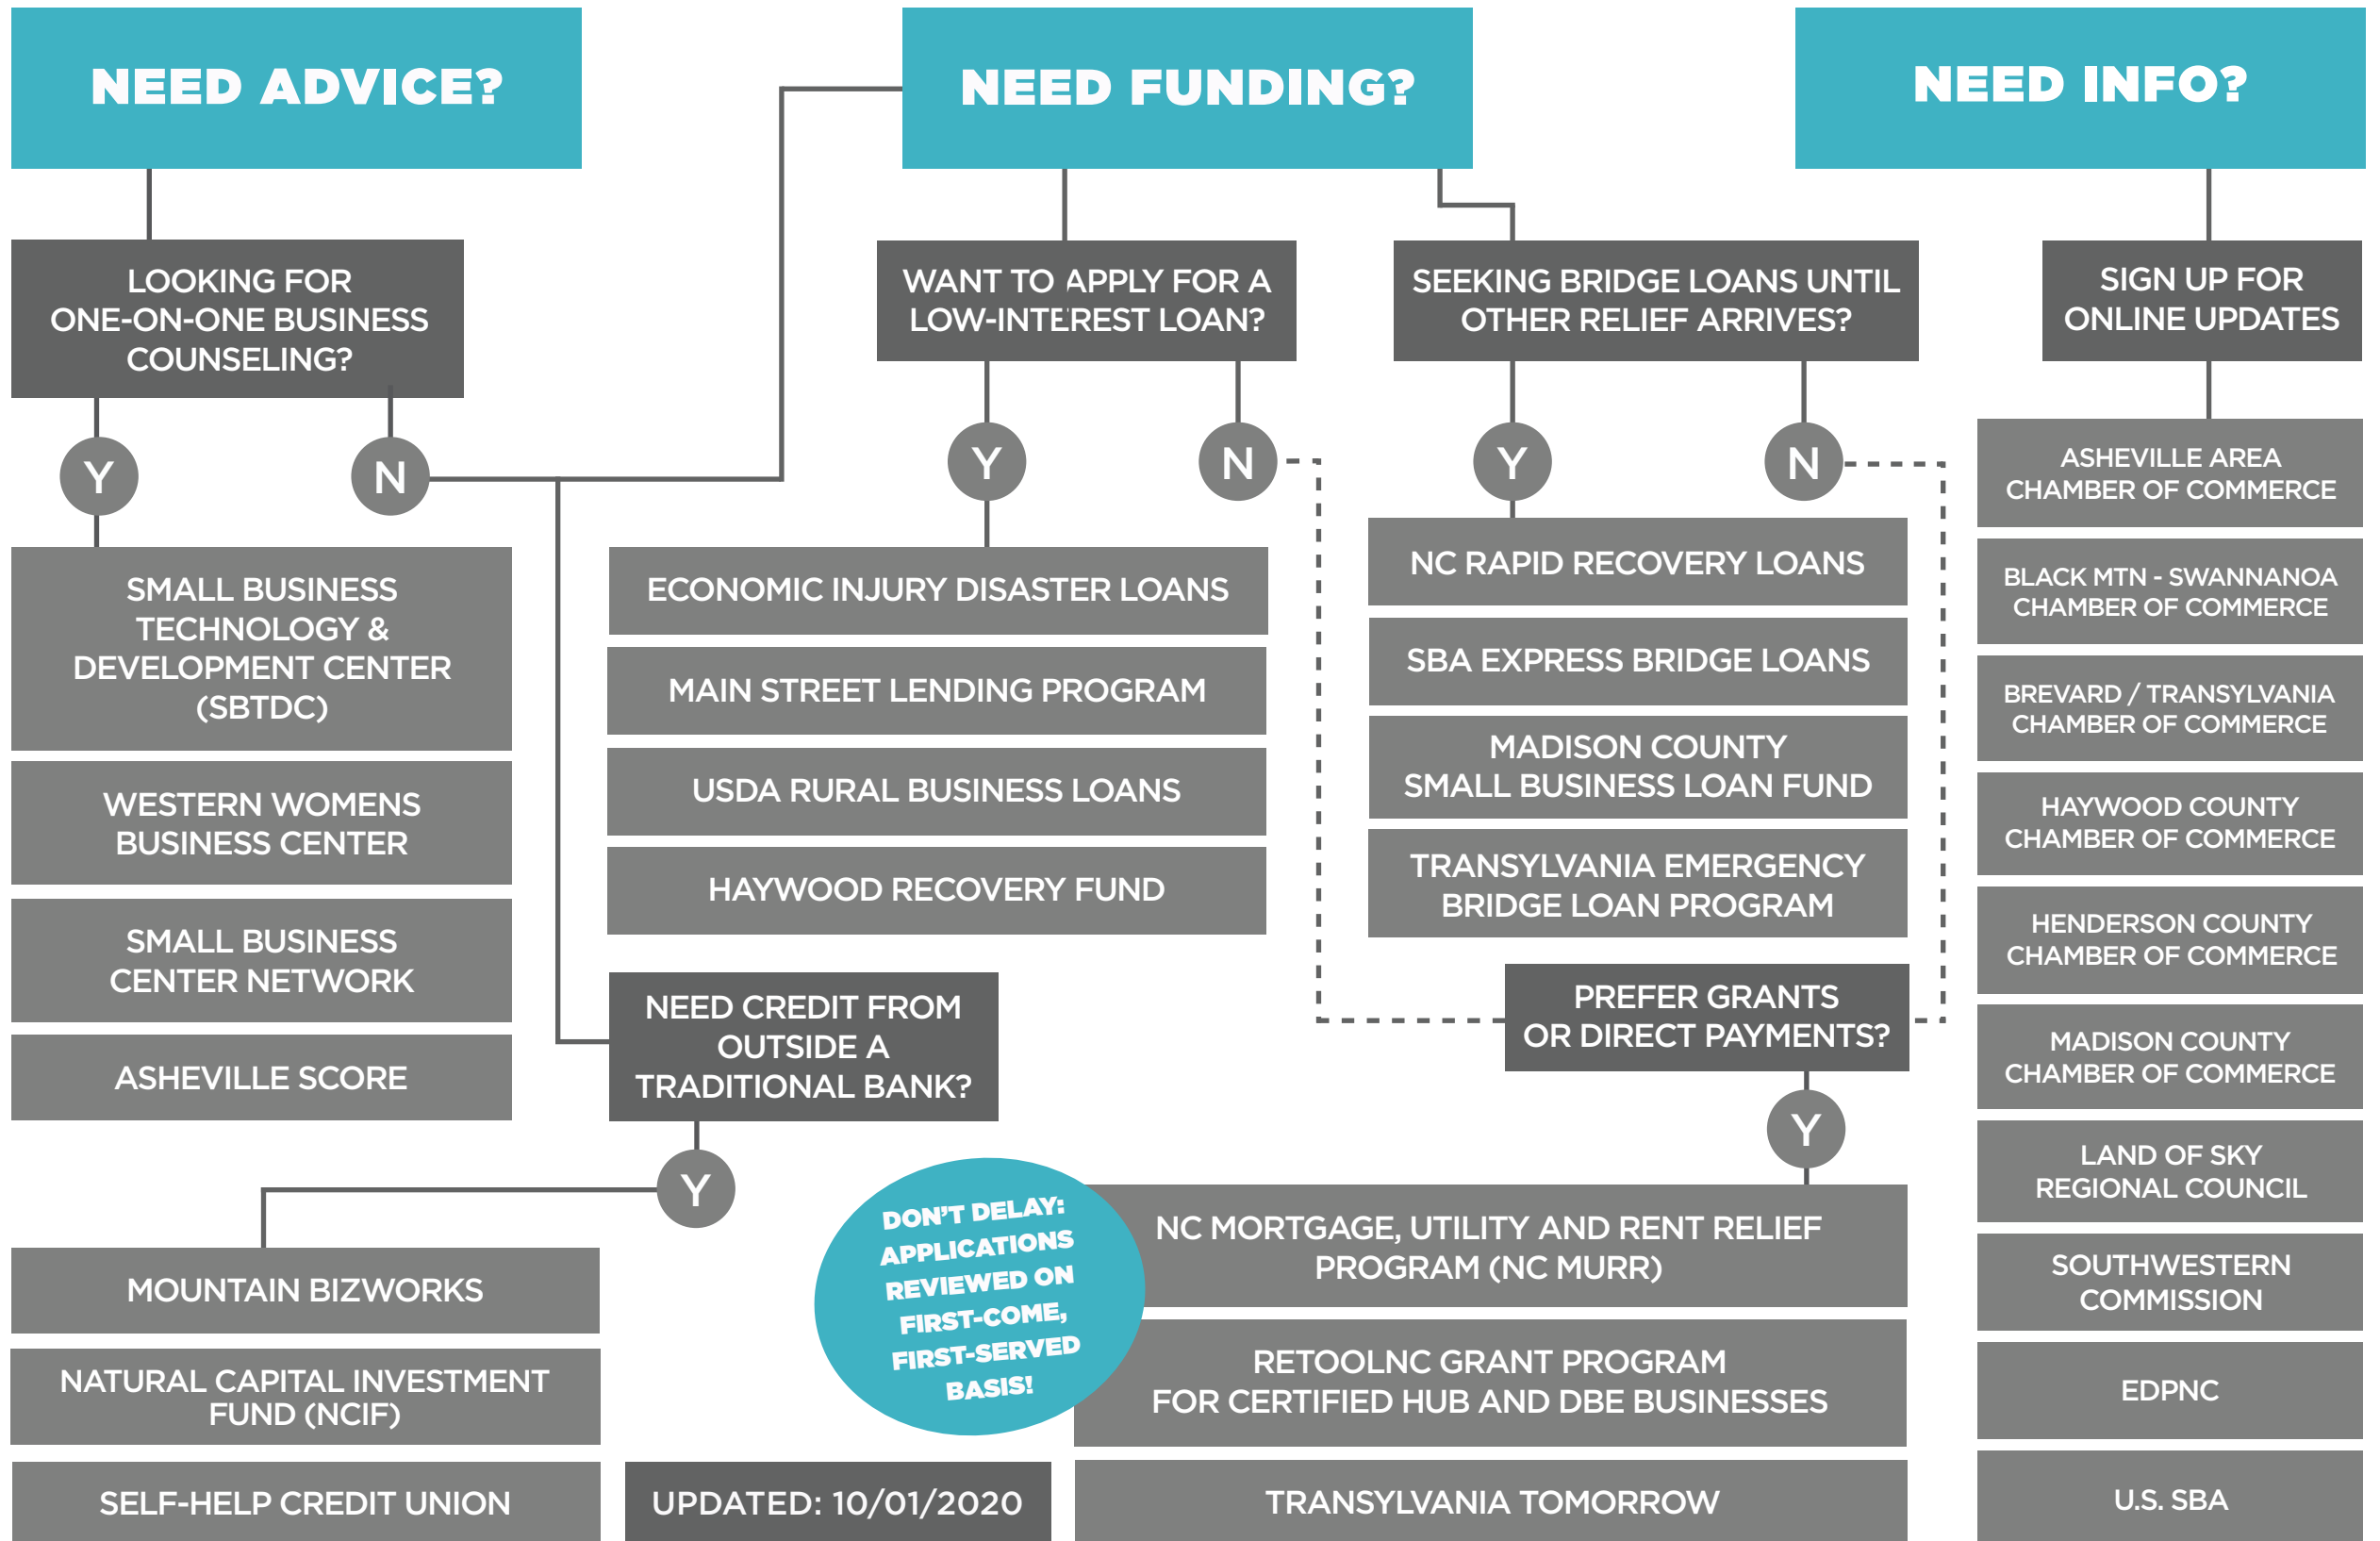 NEED ADVICE?
NEED FUNDING?
NEED INFO?
LOOKING FOR
ONE-ON-ONE BUSINESS
COUNSELING?
Y
N
SMALL BUSINESS
TECHNOLOGY &
DEVELOPMENT CENTER
(SBTDC)
WESTERN WOMENS
BUSINESS CENTER
SMALL BUSINESS
CENTER NETWORK
ASHEVILLE SCORE
WANT TO APPLY FOR A
LOW-INTEREST LOAN?
Y
N
ECONOMIC INJURY DISASTER LOANS
MAIN STREET LENDING PROGRAM
USDA RURAL BUSINESS LOANS
HAYWOOD RECOVERY FUND
NEED CREDIT FROM
OUTSIDE A
TRADITIONAL BANK?
Y
MOUNTAIN BIZWORKS
NATURAL CAPITAL INVESTMENT
FUND (NCIF)
SELF-HELP CREDIT UNION
SEEKING BRIDGE LOANS UNTIL
OTHER RELIEF ARRIVES?
Y
N
NC RAPID RECOVERY LOANS
SBA EXPRESS BRIDGE LOANS
MADISON COUNTY
SMALL BUSINESS LOAN FUND
TRANSYLVANIA EMERGENCY
BRIDGE LOAN PROGRAM
PREFER GRANTS
OR DIRECT PAYMENTS?
Y
NC MORTGAGE, UTILITY AND RENT RELIEF
PROGRAM (NC MURR)
RETOOLNC GRANT PROGRAM
FOR CERTIFIED HUB AND DBE BUSINESSES
TRANSYLVANIA TOMORROW
DON'T DELAY:
APPLICATIONS
REVIEWED ON
FIRST-COME,
FIRST-SERVED
BASIS!
UPDATED: 10/01/2020
SIGN UP FOR
ONLINE UPDATES
ASHEVILLE AREA
CHAMBER OF COMMERCE
BLACK MTN - SWANNANOA
CHAMBER OF COMMERCE
BREVARD / TRANSYLVANIA
CHAMBER OF COMMERCE
HAYWOOD COUNTY
CHAMBER OF COMMERCE
HENDERSON COUNTY
CHAMBER OF COMMERCE
MADISON COUNTY
CHAMBER OF COMMERCE
LAND OF SKY
REGIONAL COUNCIL
SOUTHWESTERN
COMMISSION
EDPNC
U.S. SBA